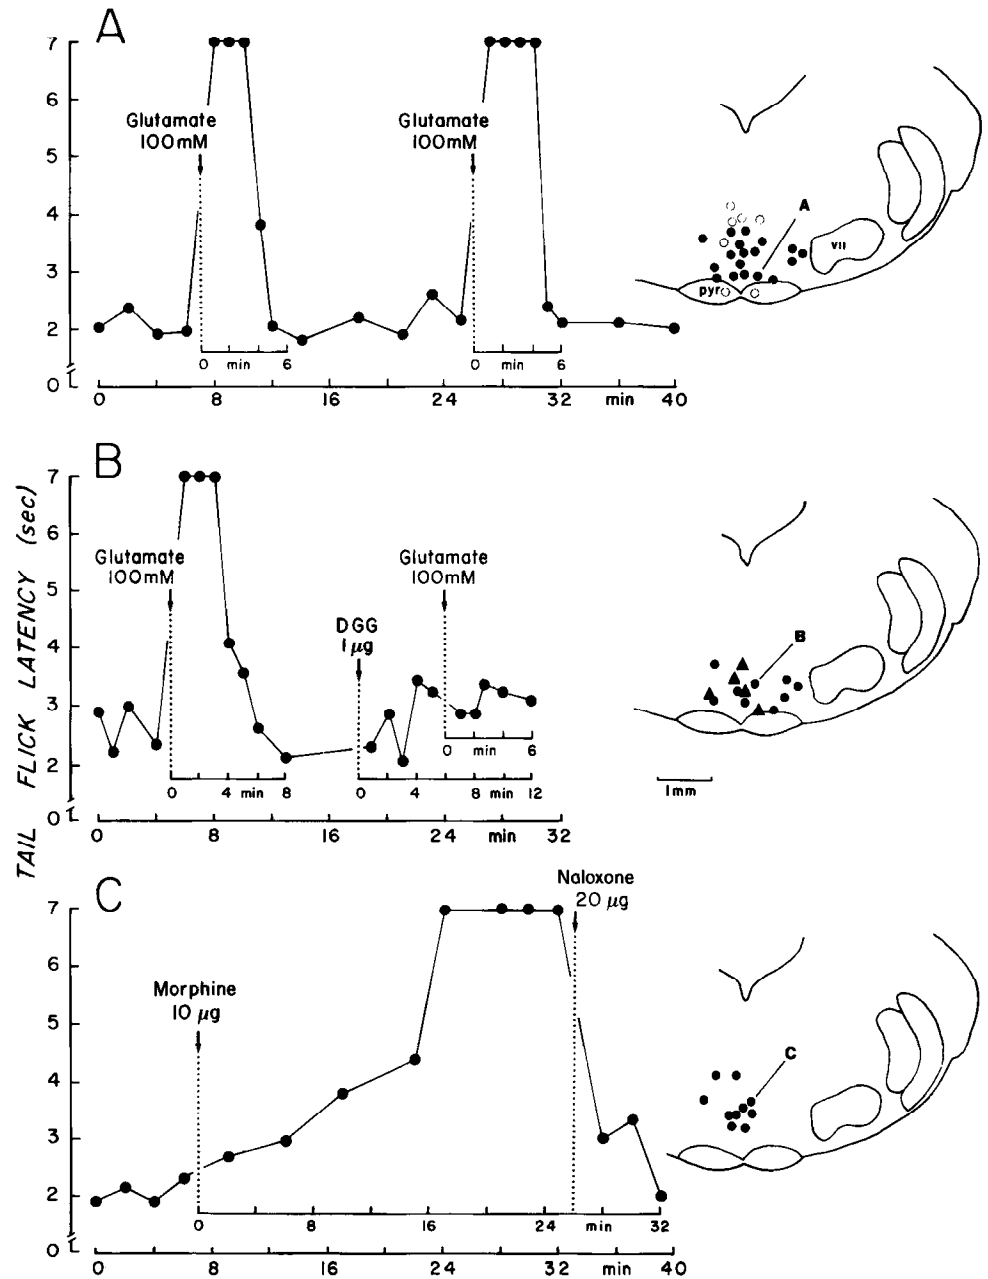 A
7
6
5
4
3
2
0
Glutamate
100mM
Glutamate
100mM
0 min 6
0 min 6
0 8 16 24 32 min 40
A
vii
pyr
B
TAIL FLICK LATENCY (sec)
7
6
5
4
3
2
0
Glutamate
100mM
DGG
1 µg
Glutamate
100mM
0 4 min 8
0 min 6
0 4 8 min 12
0 8 16 24 min 32
B
1mm
C
7
6
5
4
3
2
0
Morphine
10 µg
Naloxone
20 µg
0 8 16 24 min 32
0 8 16 24 32 min 40
C